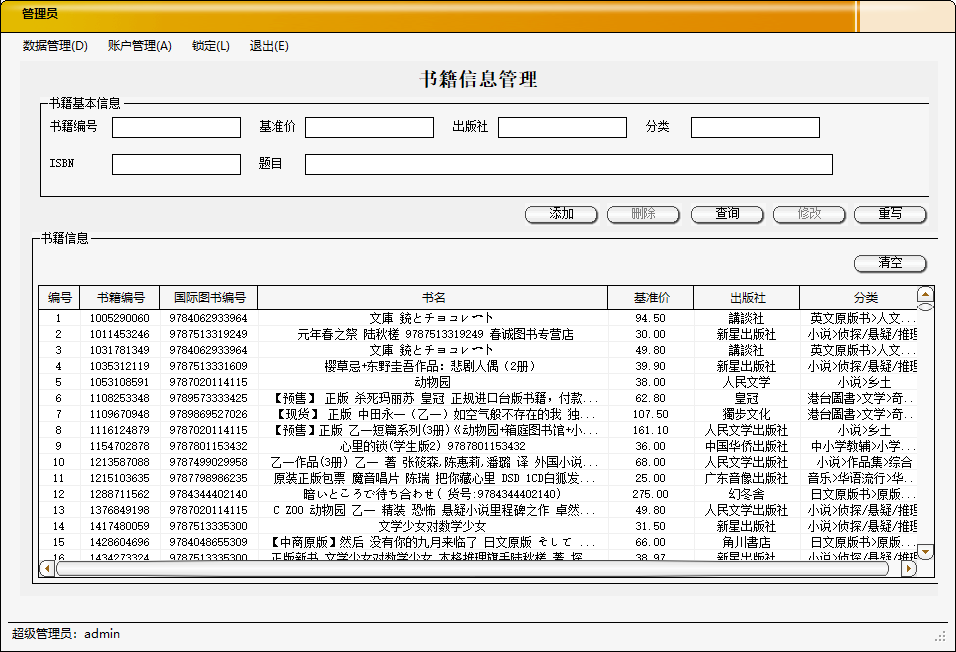 管理员
数据管理(D) 账户管理(A) 锁定(L) 退出(E)
书籍信息管理
书籍基本信息
书籍编号 基准价 出版社 分类
ISBN 题目
添加 删除 查询 修改 重写
书籍信息
清空
编号 书籍编号 国际图书编号 书名 基准价 出版社 分类
1 1005290060 9784062933964 文庫 鏡とチョコレート 94.50 講談社 英文原版书>人文...
2 1011453246 9787513319249 元年春之祭 陆秋槎 9787513319249 春诚图书专营店 30.00 新星出版社 小说>侦探/悬疑/推理
3 1031781349 9784062933964 文庫 鏡とチョコレート 49.80 講談社 英文原版书>人文...
4 1035312119 9787513331609 樱草忌+东野圭吾作品：悲剧人偶（2册） 39.90 新星出版社 小说>侦探/悬疑/推理
5 1053108591 9787020114115 动物园 38.00 人民文学 小说>乡土
6 1108253348 9789573333425 【预售】 正版 杀死玛丽苏 皇冠 正规进口台版书籍，付款... 62.80 皇冠 港台圖書>文学>奇...
7 1109670948 9789869527026 【现货】 正版 中田永一（乙一）如空气般不存在的我 独... 107.50 獨步文化 港台圖書>文学>奇...
8 1116124879 9787020114115 【预售】正版 乙一短篇系列(3册)《动物园+箱庭图书馆+小... 161.10 人民文学出版社 小说>乡土
9 1154702878 9787801153432 心里的锁(学生版2) 9787801153432 36.00 中国华侨出版社 中小学教辅>小学...
10 1213587088 9787499029958 乙一作品(3册) 乙一 著 张筱森,陈惠莉,潘璐 译 外国小说... 68.00 人民文学出版社 小说>作品集>综合
11 1215103635 9787798986235 原装正版包票 魔音唱片 陈瑞 把你藏心里 DSD 1CD白狐发... 25.00 广东音像出版社 音乐>华语流行>华...
12 1288711562 9784344402140 暗いところで待ち合わせ( 货号:9784344402140) 275.00 幻冬舍 日文原版书>原版...
13 1376849198 9787020114115 C ZOO 动物园 乙一 精装 恐怖 悬疑小说里程碑之作 卓然... 49.80 人民文学出版社 小说>侦探/悬疑/推理
14 1417480059 9787513335300 文学少女对数学少女 31.50 新星出版社 小说>侦探/悬疑/推理
15 1428604696 9784048655309 【中商原版】然后 没有你的九月来临了 日文原版 そして ... 66.00 角川書店 日文原版书>原版...
16 1434273324 9787513335300 正版新书 文学少女对数学少女 本格推理旗手陆秋槎 著 探... 38.97 新星出版社 小说>侦探/悬疑/推理
超级管理员：admin